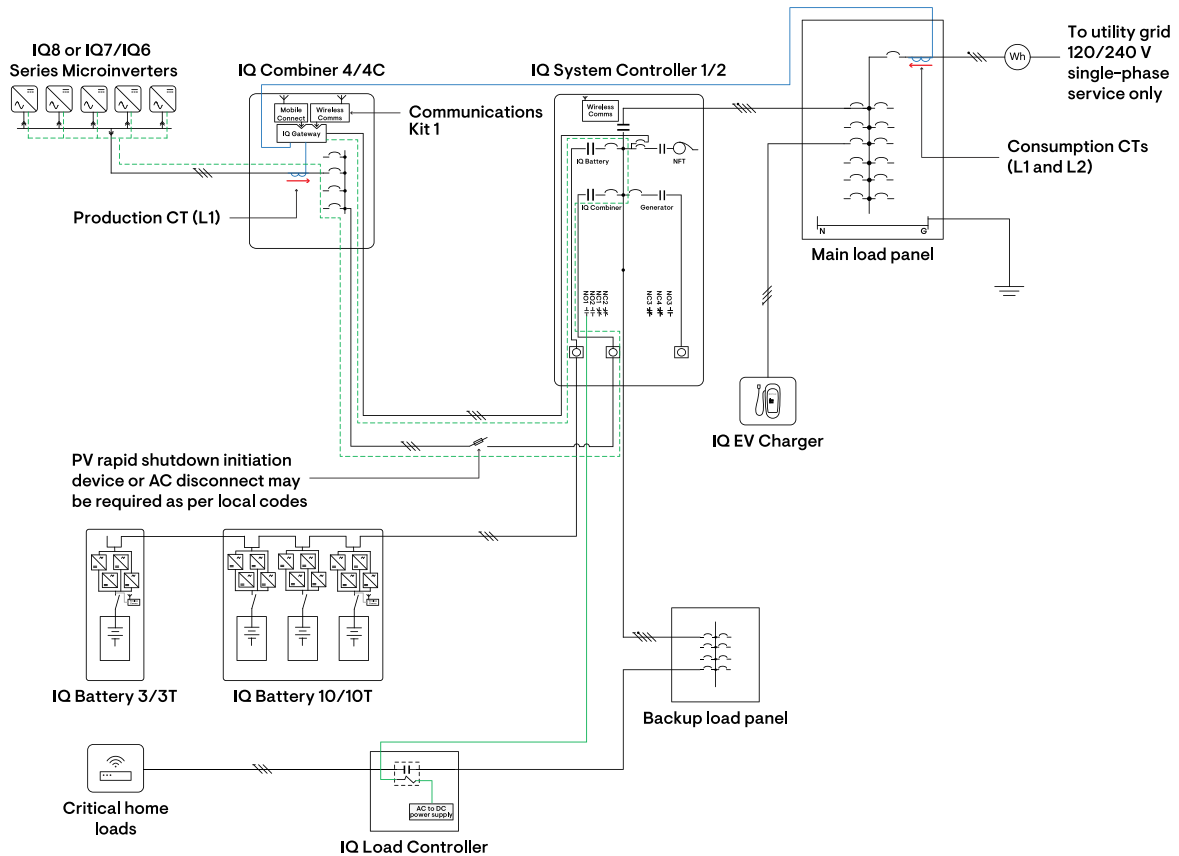 IQ8 or IQ7/IQ6
Series Microinverters
IQ Combiner 4/4C
IQ System Controller 1/2
To utility grid
120/240 V
single-phase
service only
Wh
Mobile
Connect
Wireless
Comms
IQ Gateway
Communications
Kit 1
Wireless
Comms
IQ Battery
NFT
IQ Combiner
Generator
Consumption CTs
(L1 and L2)
Production CT (L1)
N
G
Main load panel
NO1
NO2
NC1
NC2
NC3
NC4
NO3
IQ EV Charger
PV rapid shutdown initiation
device or AC disconnect may
be required as per local codes
IQ Battery 3/3T
IQ Battery 10/10T
Backup load panel
Critical home
loads
AC to DC
power supply
IQ Load Controller